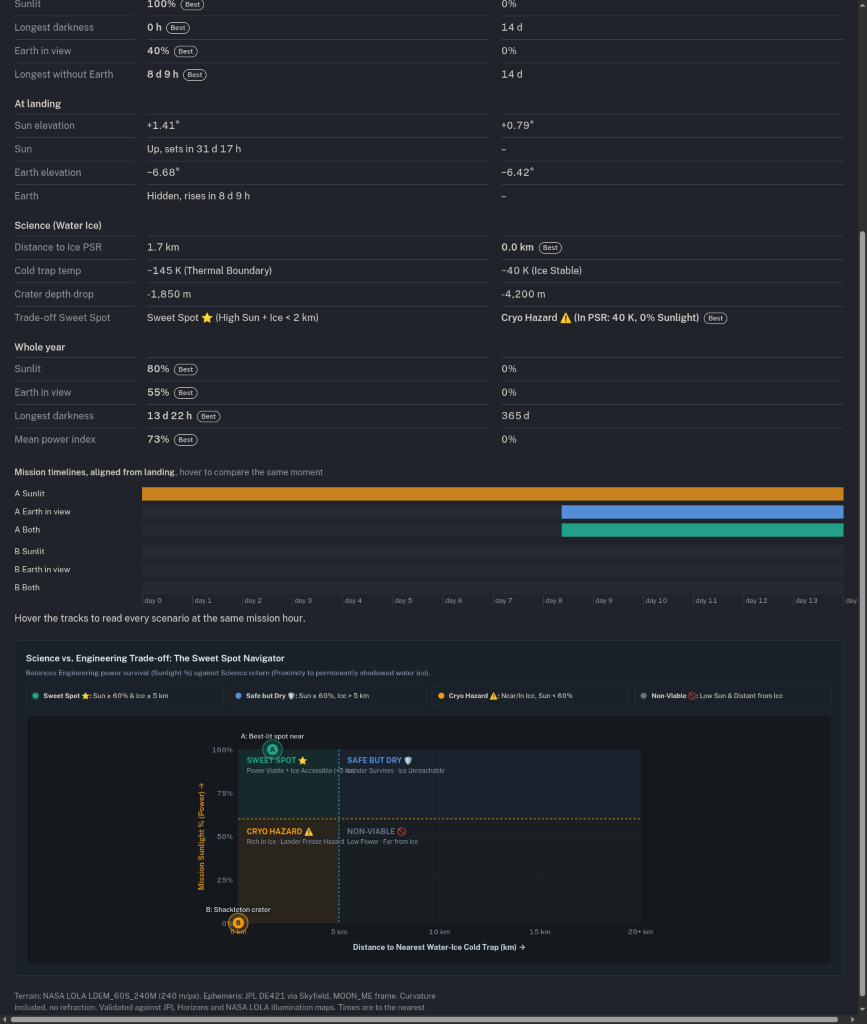 Sunlit 100% Best 0%
Longest darkness 0 h Best 14 d
Earth in view 40% Best 0%
Longest without Earth 8 d 9 h Best 14 d
At landing
Sun elevation +1.41° +0.79°
Sun Up, sets in 31 d 17 h –
Earth elevation −6.68° −6.42°
Earth Hidden, rises in 8 d 9 h –
Science (Water Ice)
Distance to Ice PSR 1.7 km 0.0 km Best
Cold trap temp ~145 K (Thermal Boundary) ~40 K (Ice Stable)
Crater depth drop -1,850 m -4,200 m
Trade-off Sweet Spot Sweet Spot ⭐ (High Sun + Ice < 2 km) Cryo Hazard ⚠️ (In PSR: 40 K, 0% Sunlight) Best
Whole year
Sunlit 80% Best 0%
Earth in view 55% Best 0%
Longest darkness 13 d 22 h Best 365 d
Mean power index 73% Best 0%
Mission timelines, aligned from landing, hover to compare the same moment
A Sunlit
A Earth in view
A Both
B Sunlit
B Earth in view
B Both
day 0 day 1 day 2 day 3 day 4 day 5 day 6 day 7 day 8 day 9 day 10 day 11 day 12 day 13 day
Hover the tracks to read every scenario at the same mission hour.
Science vs. Engineering Trade-off: The Sweet Spot Navigator
Balances Engineering power survival (Sunlight %) against Science return (Proximity to permanently shadowed water ice).
Sweet Spot ⭐: Sun ≥ 60% & Ice ≤ 5 km Safe but Dry 🛡️: Sun ≥ 60%, Ice > 5 km Cryo Hazard ⚠️: Near/In Ice, Sun < 60% Non-Viable 🚫: Low Sun & Distant from Ice
A: Best-lit spot near
A
100%
SWEET SPOT ⭐ SAFE BUT DRY 🛡️
Power Viable + Ice Accessible (<5 km) Lander Survives · Ice Unreachable
75%
CRYO HAZARD ⚠️ NON-VIABLE 🚫
50%
Rich in Ice · Lander Freeze Hazard Low Power · Far from Ice
25%
Mission Sunlight % (Power) →
B: Shackleton crater
B
0%
0 km 5 km 10 km 15 km 20+ km
Distance to Nearest Water-Ice Cold Trap (km) →
Terrain: NASA LOLA LDEM_60S_240M (240 m/px). Ephemeris: JPL DE421 via Skyfield, MOON_ME frame. Curvature
included, no refraction. Validated against JPL Horizons and NASA LOLA illumination maps. Times are to the nearest